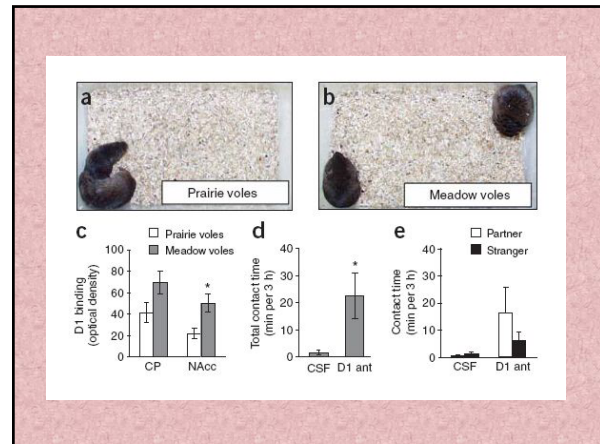 a
b
Prairie voles
Meadow voles
c
Prairie voles
Meadow voles
D1 binding
(optical density)
100
80
60
40
20
0
*
CP
NAcc
d
Total contact time
(min per 3 h)
40
30
20
10
0
*
CSF
D1 ant
e
Partner
Stranger
Contact time
(min per 3 h)
40
30
20
10
0
CSF
D1 ant